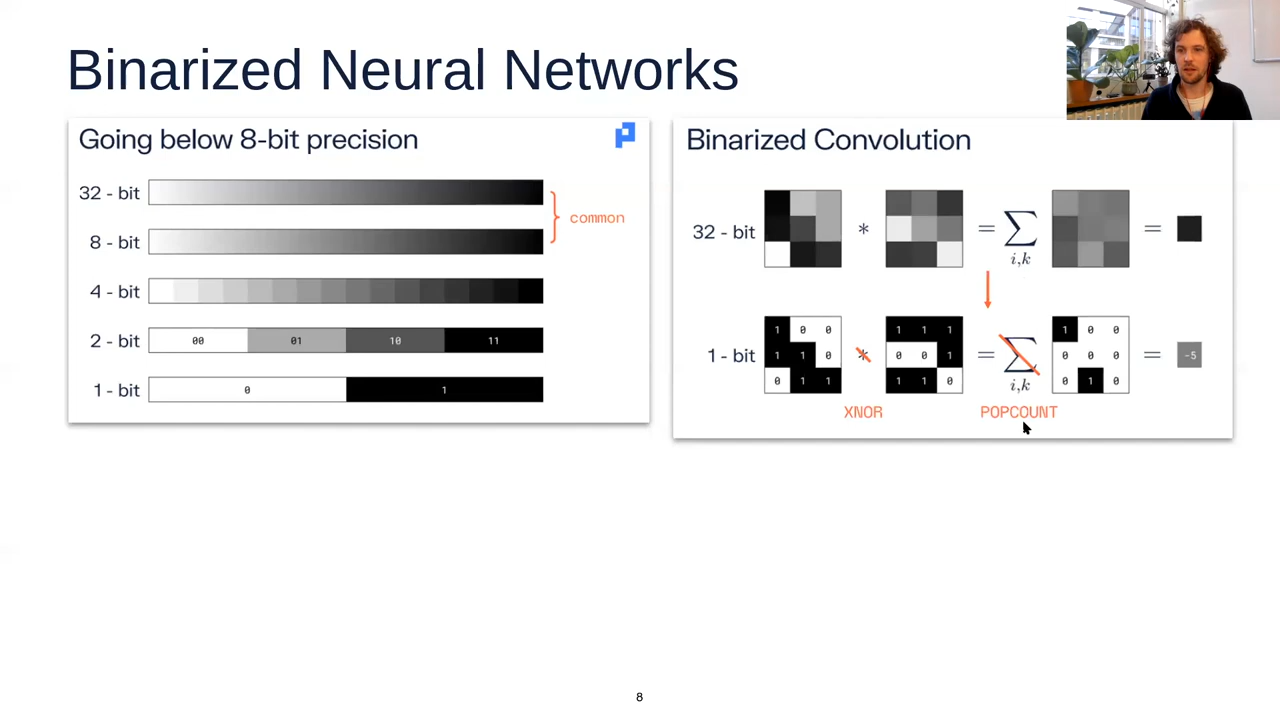 Binarized Neural Networks
Going below 8-bit precision
32 - bit
common
8 - bit
4 - bit
2 - bit 00 01 10 11
1 - bit 0 1
Binarized Convolution
32 - bit * = ∑ i,k =
1 - bit
1 0 0
1 1 0
0 1 1
*
1 1 1
0 0 1
1 1 0
= ∑ i,k
1 0 0
0 0 0
0 1 0
= -5
XNOR POPCOUNT
8